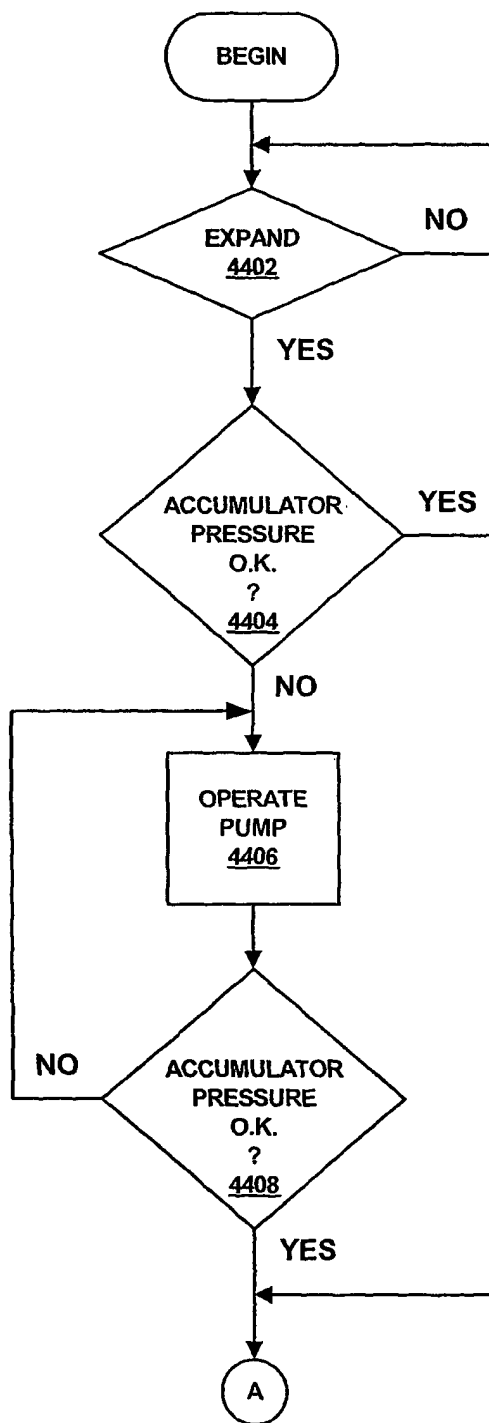 BEGIN
EXPAND
4402
NO
YES
ACCUMULATOR
PRESSURE
O.K.
?
4404
YES
NO
OPERATE
PUMP
4406
ACCUMULATOR
PRESSURE
O.K.
?
4408
NO
YES
A